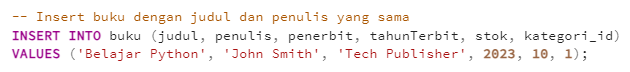 -- Insert buku dengan judul dan penulis yang sama
INSERT INTO buku (judul, penulis, penerbit, tahunTerbit, stok, kategori_id)
VALUES ('Belajar Python', 'John Smith', 'Tech Publisher', 2023, 10, 1);